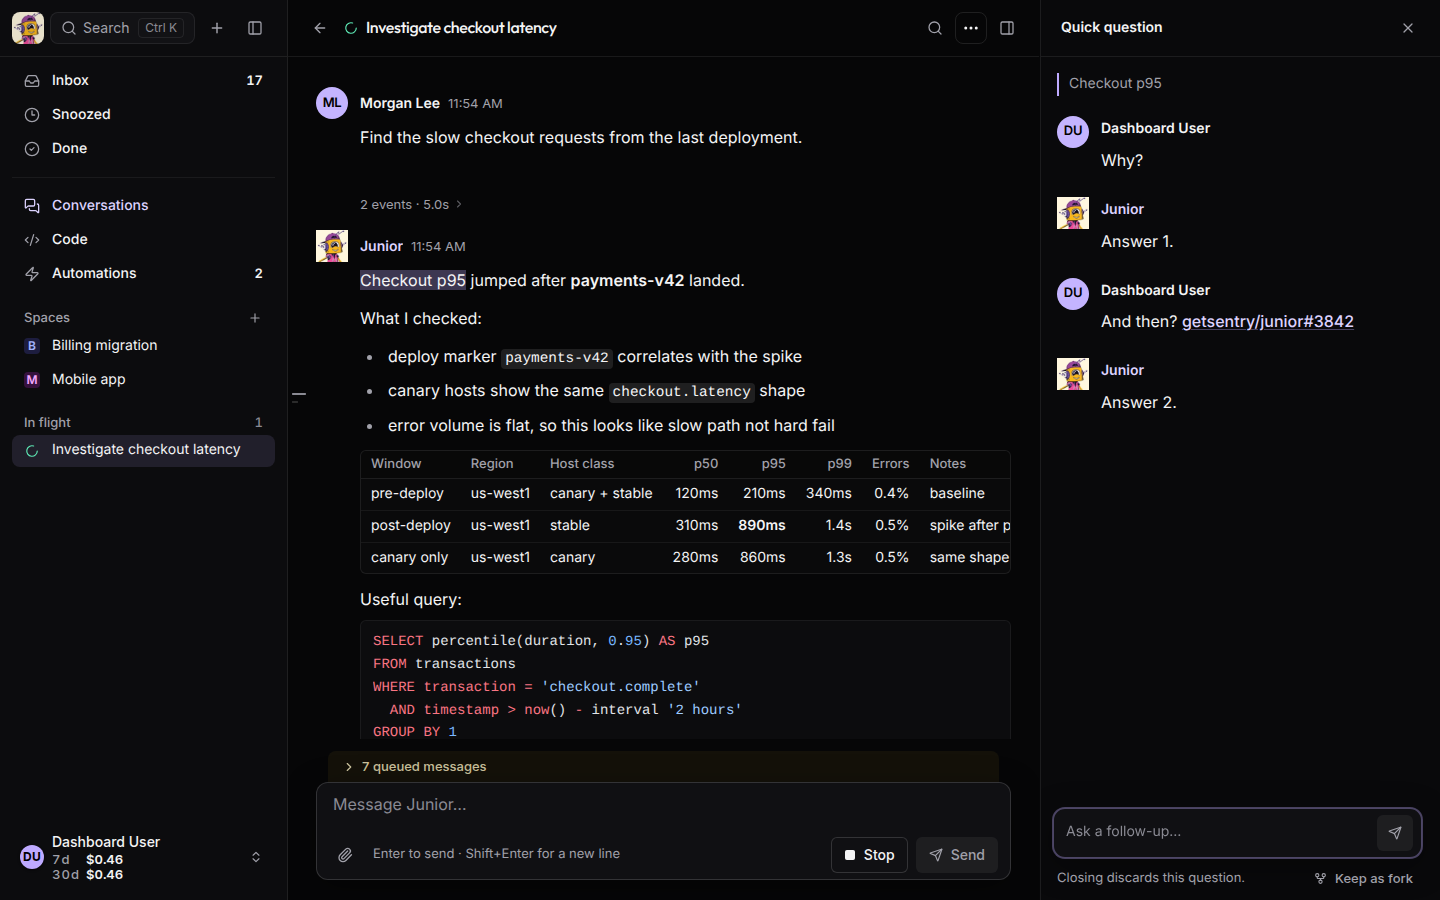 Search Ctrl K
Inbox 17
Snoozed
Done
Conversations
Code
Automations 2
Spaces
B Billing migration
M Mobile app
In flight 1
Investigate checkout latency
DU Dashboard User
7d $0.46
30d $0.46
Investigate checkout latency
ML Morgan Lee 11:54 AM
Find the slow checkout requests from the last deployment.
2 events · 5.0s
Junior 11:54 AM
Checkout p95 jumped after payments-v42 landed.
What I checked:
deploy marker payments-v42 correlates with the spike
canary hosts show the same checkout.latency shape
error volume is flat, so this looks like slow path not hard fail
Window Region Host class p50 p95 p99 Errors Notes
pre-deploy us-west1 canary + stable 120ms 210ms 340ms 0.4% baseline
post-deploy us-west1 stable 310ms 890ms 1.4s 0.5% spike after p
canary only us-west1 canary 280ms 860ms 1.3s 0.5% same shape
Useful query:
SELECT percentile(duration, 0.95) AS p95
FROM transactions
WHERE transaction = 'checkout.complete'
AND timestamp > now() - interval '2 hours'
GROUP BY 1
7 queued messages
Message Junior...
Enter to send · Shift+Enter for a new line
Stop
Send
Quick question
Checkout p95
DU Dashboard User
Why?
Junior
Answer 1.
DU Dashboard User
And then? getsentry/junior#3842
Junior
Answer 2.
Ask a follow-up...
Closing discards this question.
Keep as fork